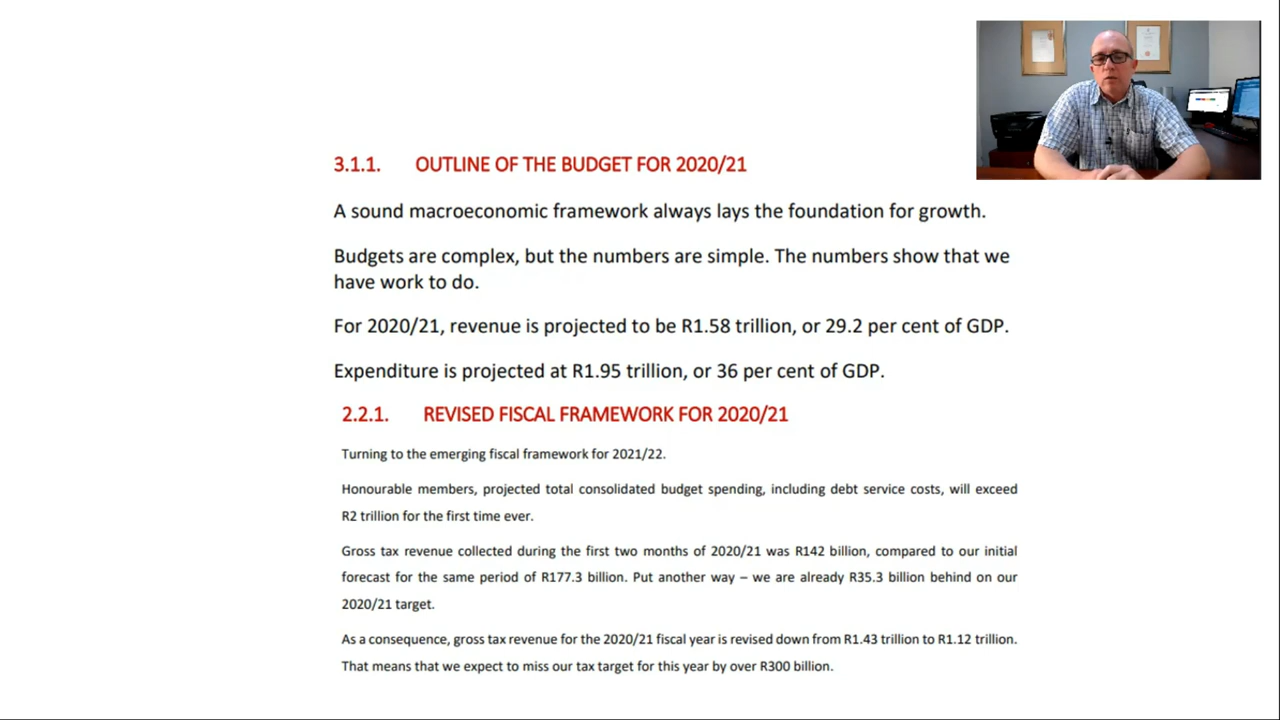 3.1.1. OUTLINE OF THE BUDGET FOR 2020/21
A sound macroeconomic framework always lays the foundation for growth.
Budgets are complex, but the numbers are simple. The numbers show that we
have work to do.
For 2020/21, revenue is projected to be R1.58 trillion, or 29.2 per cent of GDP.
Expenditure is projected at R1.95 trillion, or 36 per cent of GDP.
2.2.1. REVISED FISCAL FRAMEWORK FOR 2020/21
Turning to the emerging fiscal framework for 2021/22.
Honourable members, projected total consolidated budget spending, including debt service costs, will exceed
R2 trillion for the first time ever.
Gross tax revenue collected during the first two months of 2020/21 was R142 billion, compared to our initial
forecast for the same period of R177.3 billion. Put another way – we are already R35.3 billion behind on our
2020/21 target.
As a consequence, gross tax revenue for the 2020/21 fiscal year is revised down from R1.43 trillion to R1.12 trillion.
That means that we expect to miss our tax target for this year by over R300 billion.